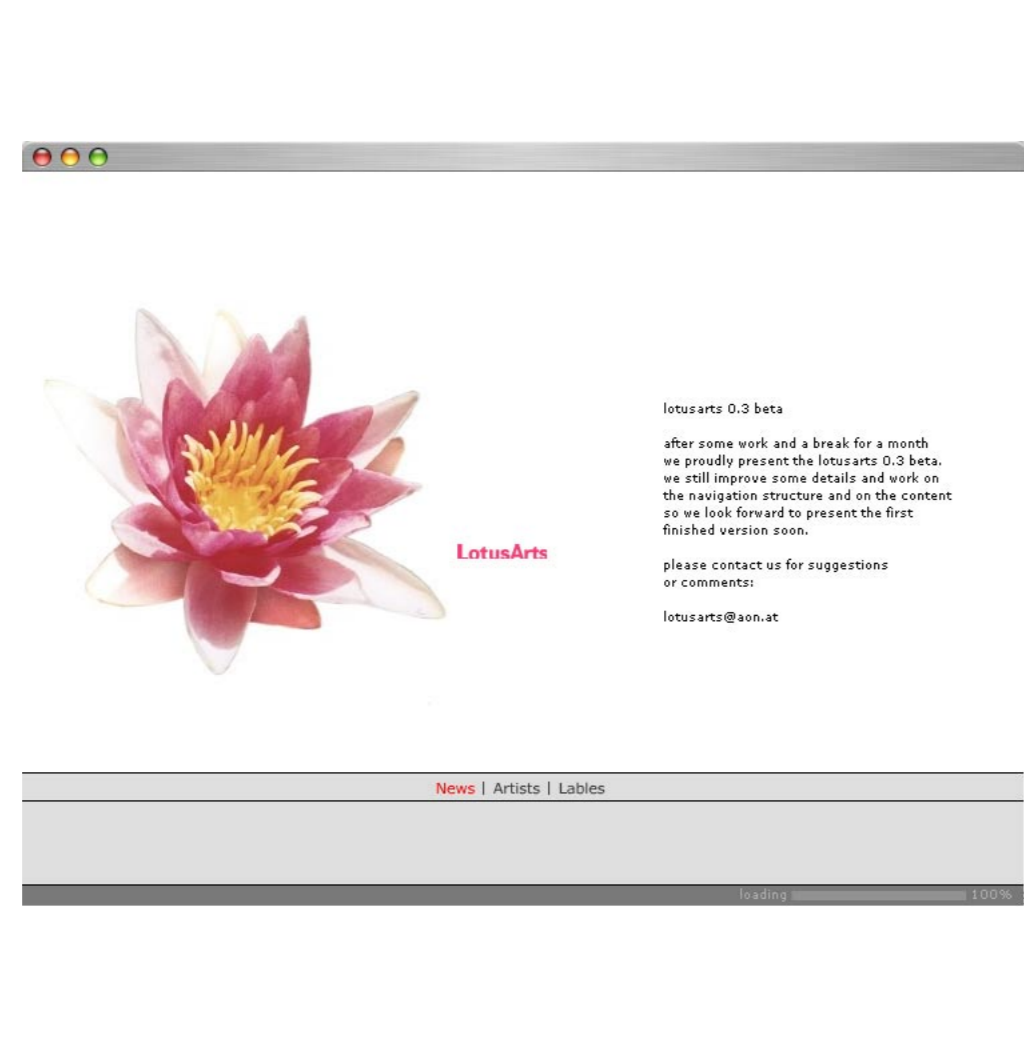 LotusArts
lotusarts 0.3 beta
after some work and a break for a month
we proudly present the lotusarts 0.3 beta.
we still improve some details and work on
the navigation structure and on the content
so we look forward to present the first
finished version soon.
please contact us for suggestions
or comments:
lotusarts@aon.at
News | Artists | Lables
loading 100%